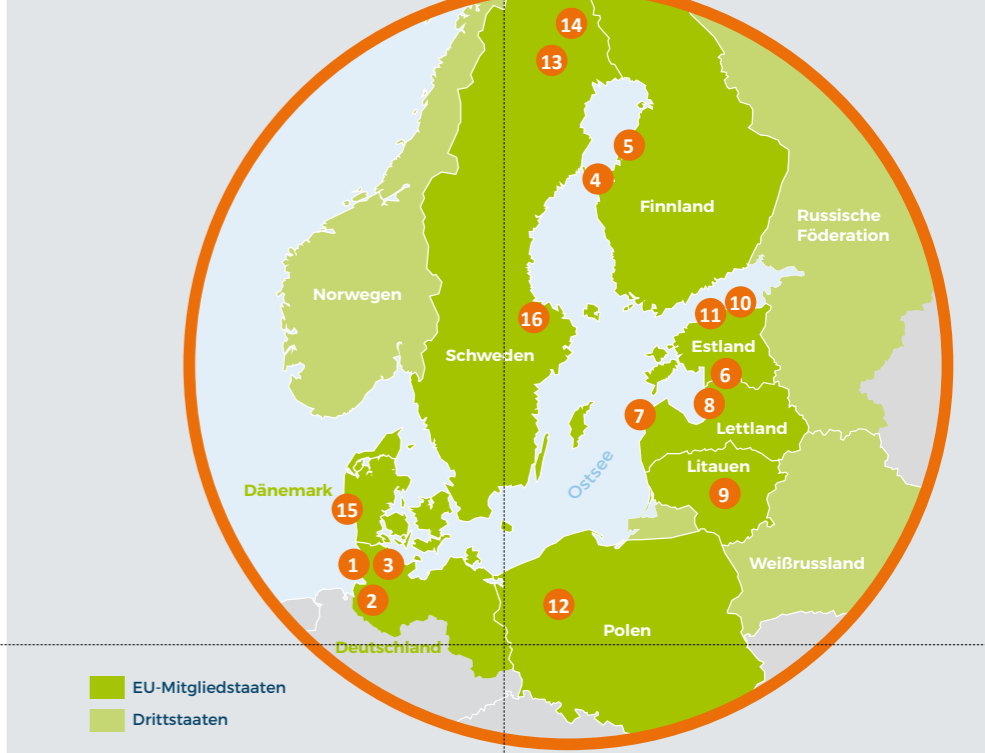 14
13
5
4
Finnland
Russische
Föderation
Norwegen
10
11
16
Estland
Schweden
6
8
7
Lettland
Litauen
Ostsee
Dänemark
9
15
1
3
Weißrussland
2
12
Polen
Deutschland
EU-Mitgliedstaaten
Drittstaaten